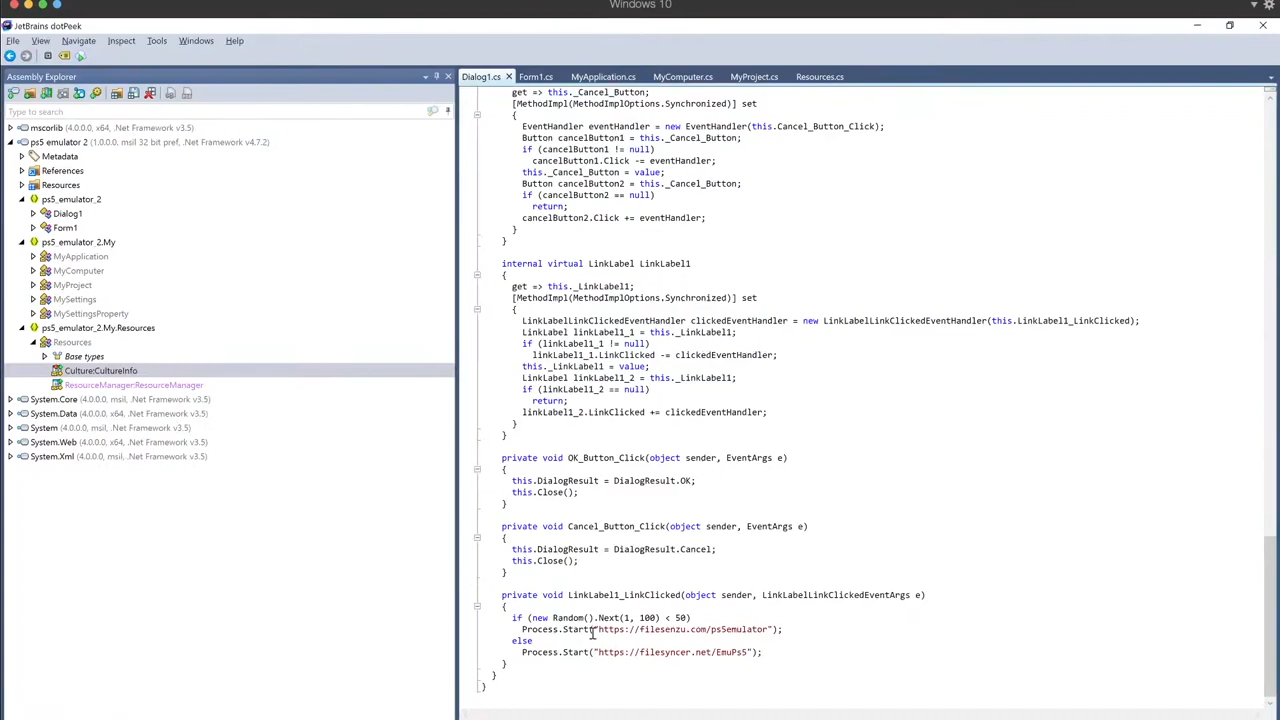 Windows 10
JetBrains dotPeek
File View Navigate Inspect Tools Windows Help
Assembly Explorer
Type to search
mscorlib (4.0.0.0, x64, .Net Framework v3.5)
ps5 emulator 2 (1.0.0.0, msil 32 bit pref, .Net Framework v4.7.2)
Metadata
References
Resources
ps5_emulator_2
Dialog1
Form1
ps5_emulator_2.My
MyApplication
MyComputer
MyProject
MySettings
MySettingsProperty
ps5_emulator_2.My.Resources
Resources
Base types
Culture:CultureInfo
ResourceManager:ResourceManager
System.Core (4.0.0.0, msil, .Net Framework v3.5)
System.Data (4.0.0.0, x64, .Net Framework v3.5)
System (4.0.0.0, msil, .Net Framework v3.5)
System.Web (4.0.0.0, x64, .Net Framework v3.5)
System.Xml (4.0.0.0, msil, .Net Framework v3.5)
Dialog1.cs Form1.cs MyApplication.cs MyComputer.cs MyProject.cs Resources.cs
get => this._Cancel_Button;
[MethodImpl(MethodImplOptions.Synchronized)] set
{
EventHandler eventHandler = new EventHandler(this.Cancel_Button_Click);
Button cancelButton1 = this._Cancel_Button;
if (cancelButton1 != null)
cancelButton1.Click -= eventHandler;
this._Cancel_Button = value;
Button cancelButton2 = this._Cancel_Button;
if (cancelButton2 == null)
return;
cancelButton2.Click += eventHandler;
}
}
internal virtual LinkLabel LinkLabel1
{
get => this._LinkLabel1;
[MethodImpl(MethodImplOptions.Synchronized)] set
{
LinkLabelLinkClickedEventHandler clickedEventHandler = new LinkLabelLinkClickedEventHandler(this.LinkLabel1_LinkClicked);
LinkLabel linkLabel1_1 = this._LinkLabel1;
if (linkLabel1_1 != null)
linkLabel1_1.LinkClicked -= clickedEventHandler;
this._LinkLabel1 = value;
LinkLabel linkLabel1_2 = this._LinkLabel1;
if (linkLabel1_2 == null)
return;
linkLabel1_2.LinkClicked += clickedEventHandler;
}
}
private void OK_Button_Click(object sender, EventArgs e)
{
this.DialogResult = DialogResult.OK;
this.Close();
}
private void Cancel_Button_Click(object sender, EventArgs e)
{
this.DialogResult = DialogResult.Cancel;
this.Close();
}
private void LinkLabel1_LinkClicked(object sender, LinkLabelLinkClickedEventArgs e)
{
if (new Random().Next(1, 100) < 50)
Process.Start("https://filesenzu.com/ps5emulator");
else
Process.Start("https://filesyncer.net/EmuPs5");
}
}
}